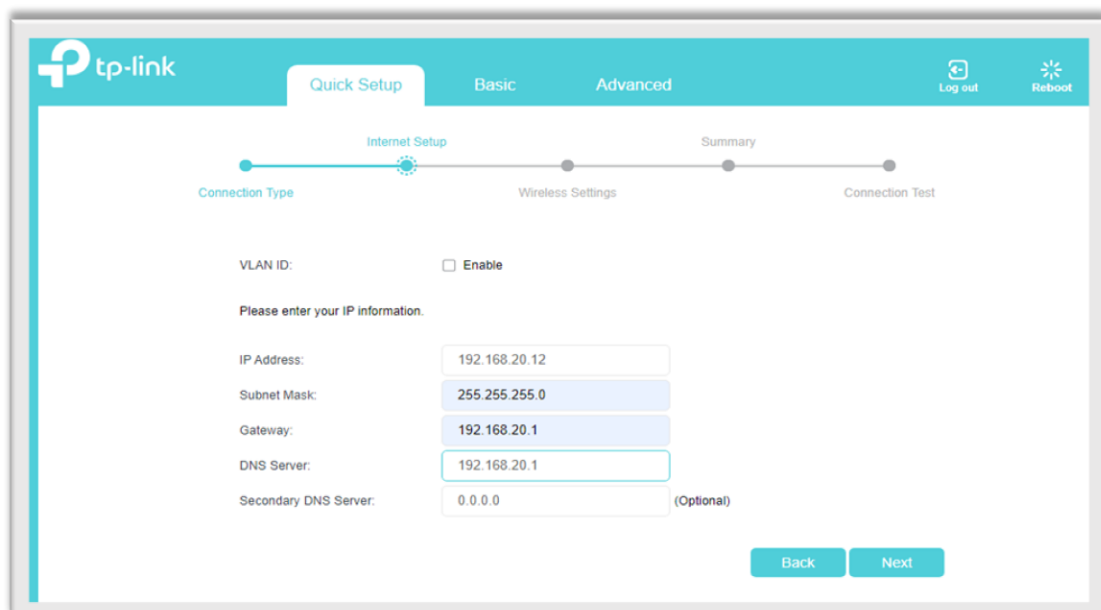 tp-link
Quick Setup Basic Advanced
Log out Reboot
Internet Setup Summary
Connection Type Wireless Settings Connection Test
VLAN ID: Enable
Please enter your IP information.
IP Address: 192.168.20.12
Subnet Mask: 255.255.255.0
Gateway: 192.168.20.1
DNS Server: 192.168.20.1
Secondary DNS Server: 0.0.0.0 (Optional)
Back Next